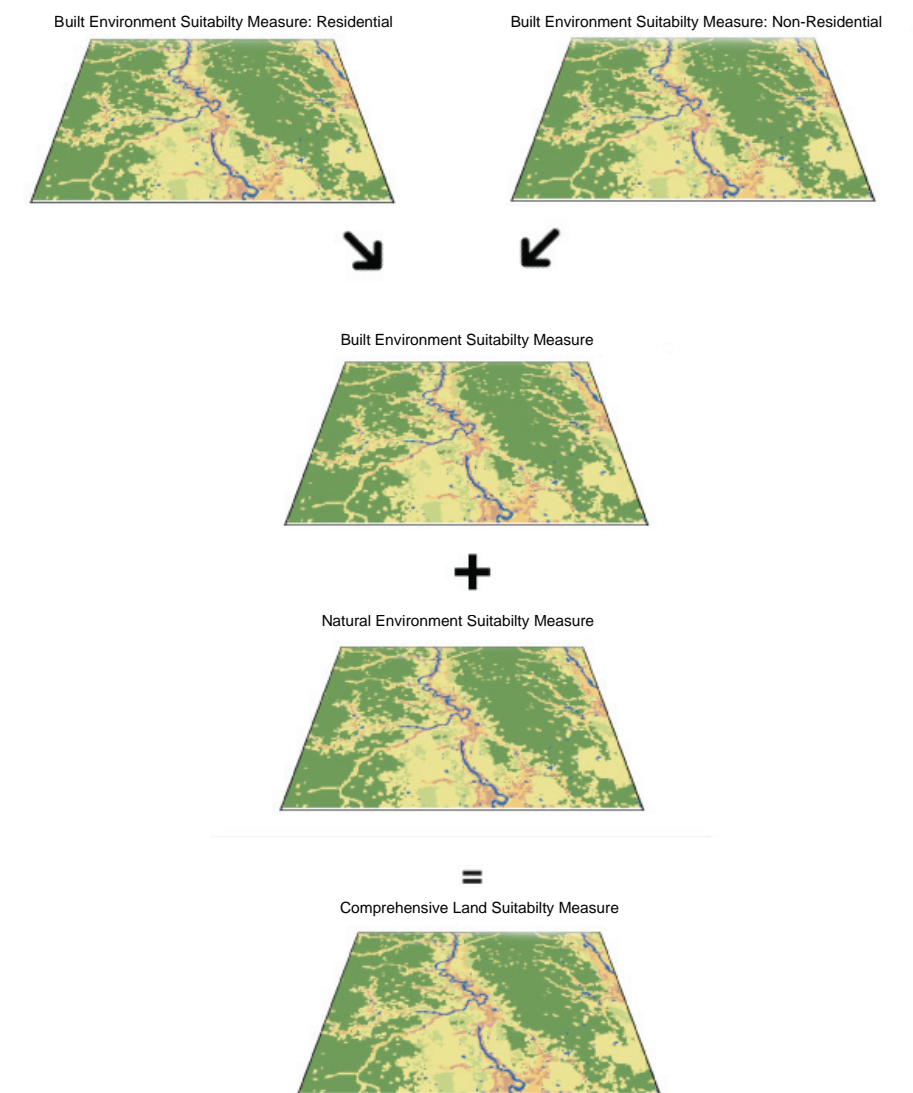 Built Environment Suitabilty Measure: Residential
Built Environment Suitabilty Measure: Non-Residential
Built Environment Suitabilty Measure
+
Natural Environment Suitabilty Measure
=
Comprehensive Land Suitabilty Measure